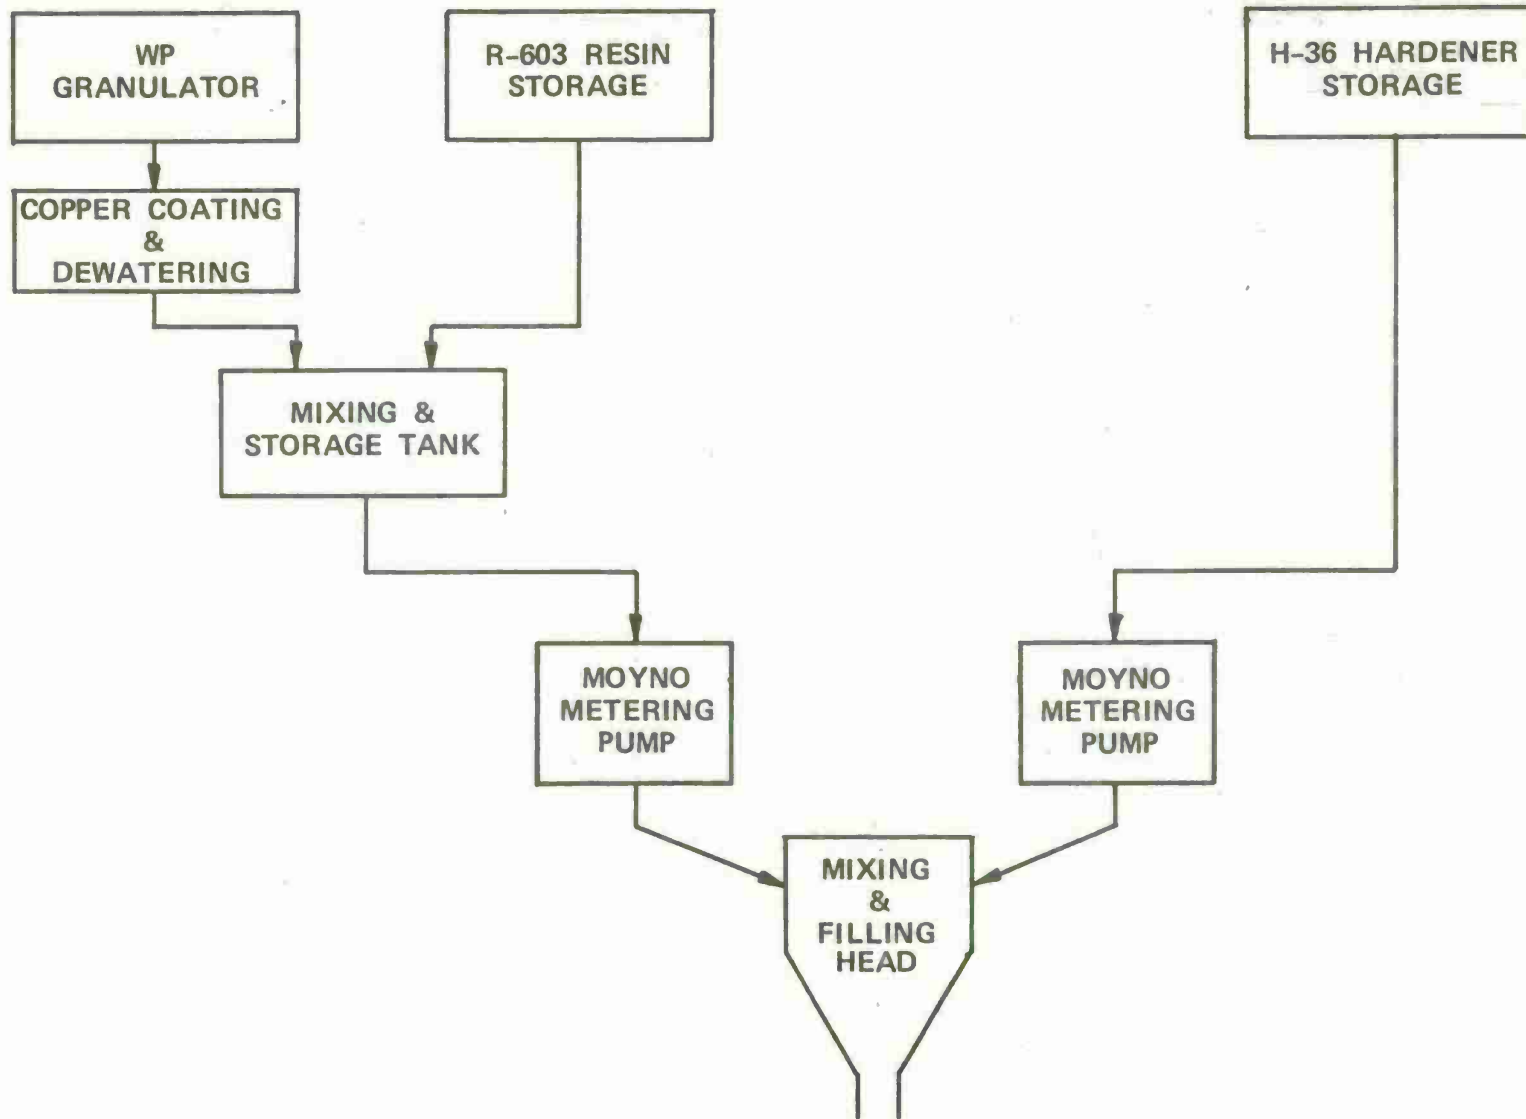 WP
GRANULATOR
R-603 RESIN
STORAGE
H-36 HARDENER
STORAGE
COPPER COATING
&
DEWATERING
MIXING &
STORAGE TANK
MOYNO
METERING
PUMP
MOYNO
METERING
PUMP
MIXING
&
FILLING
HEAD